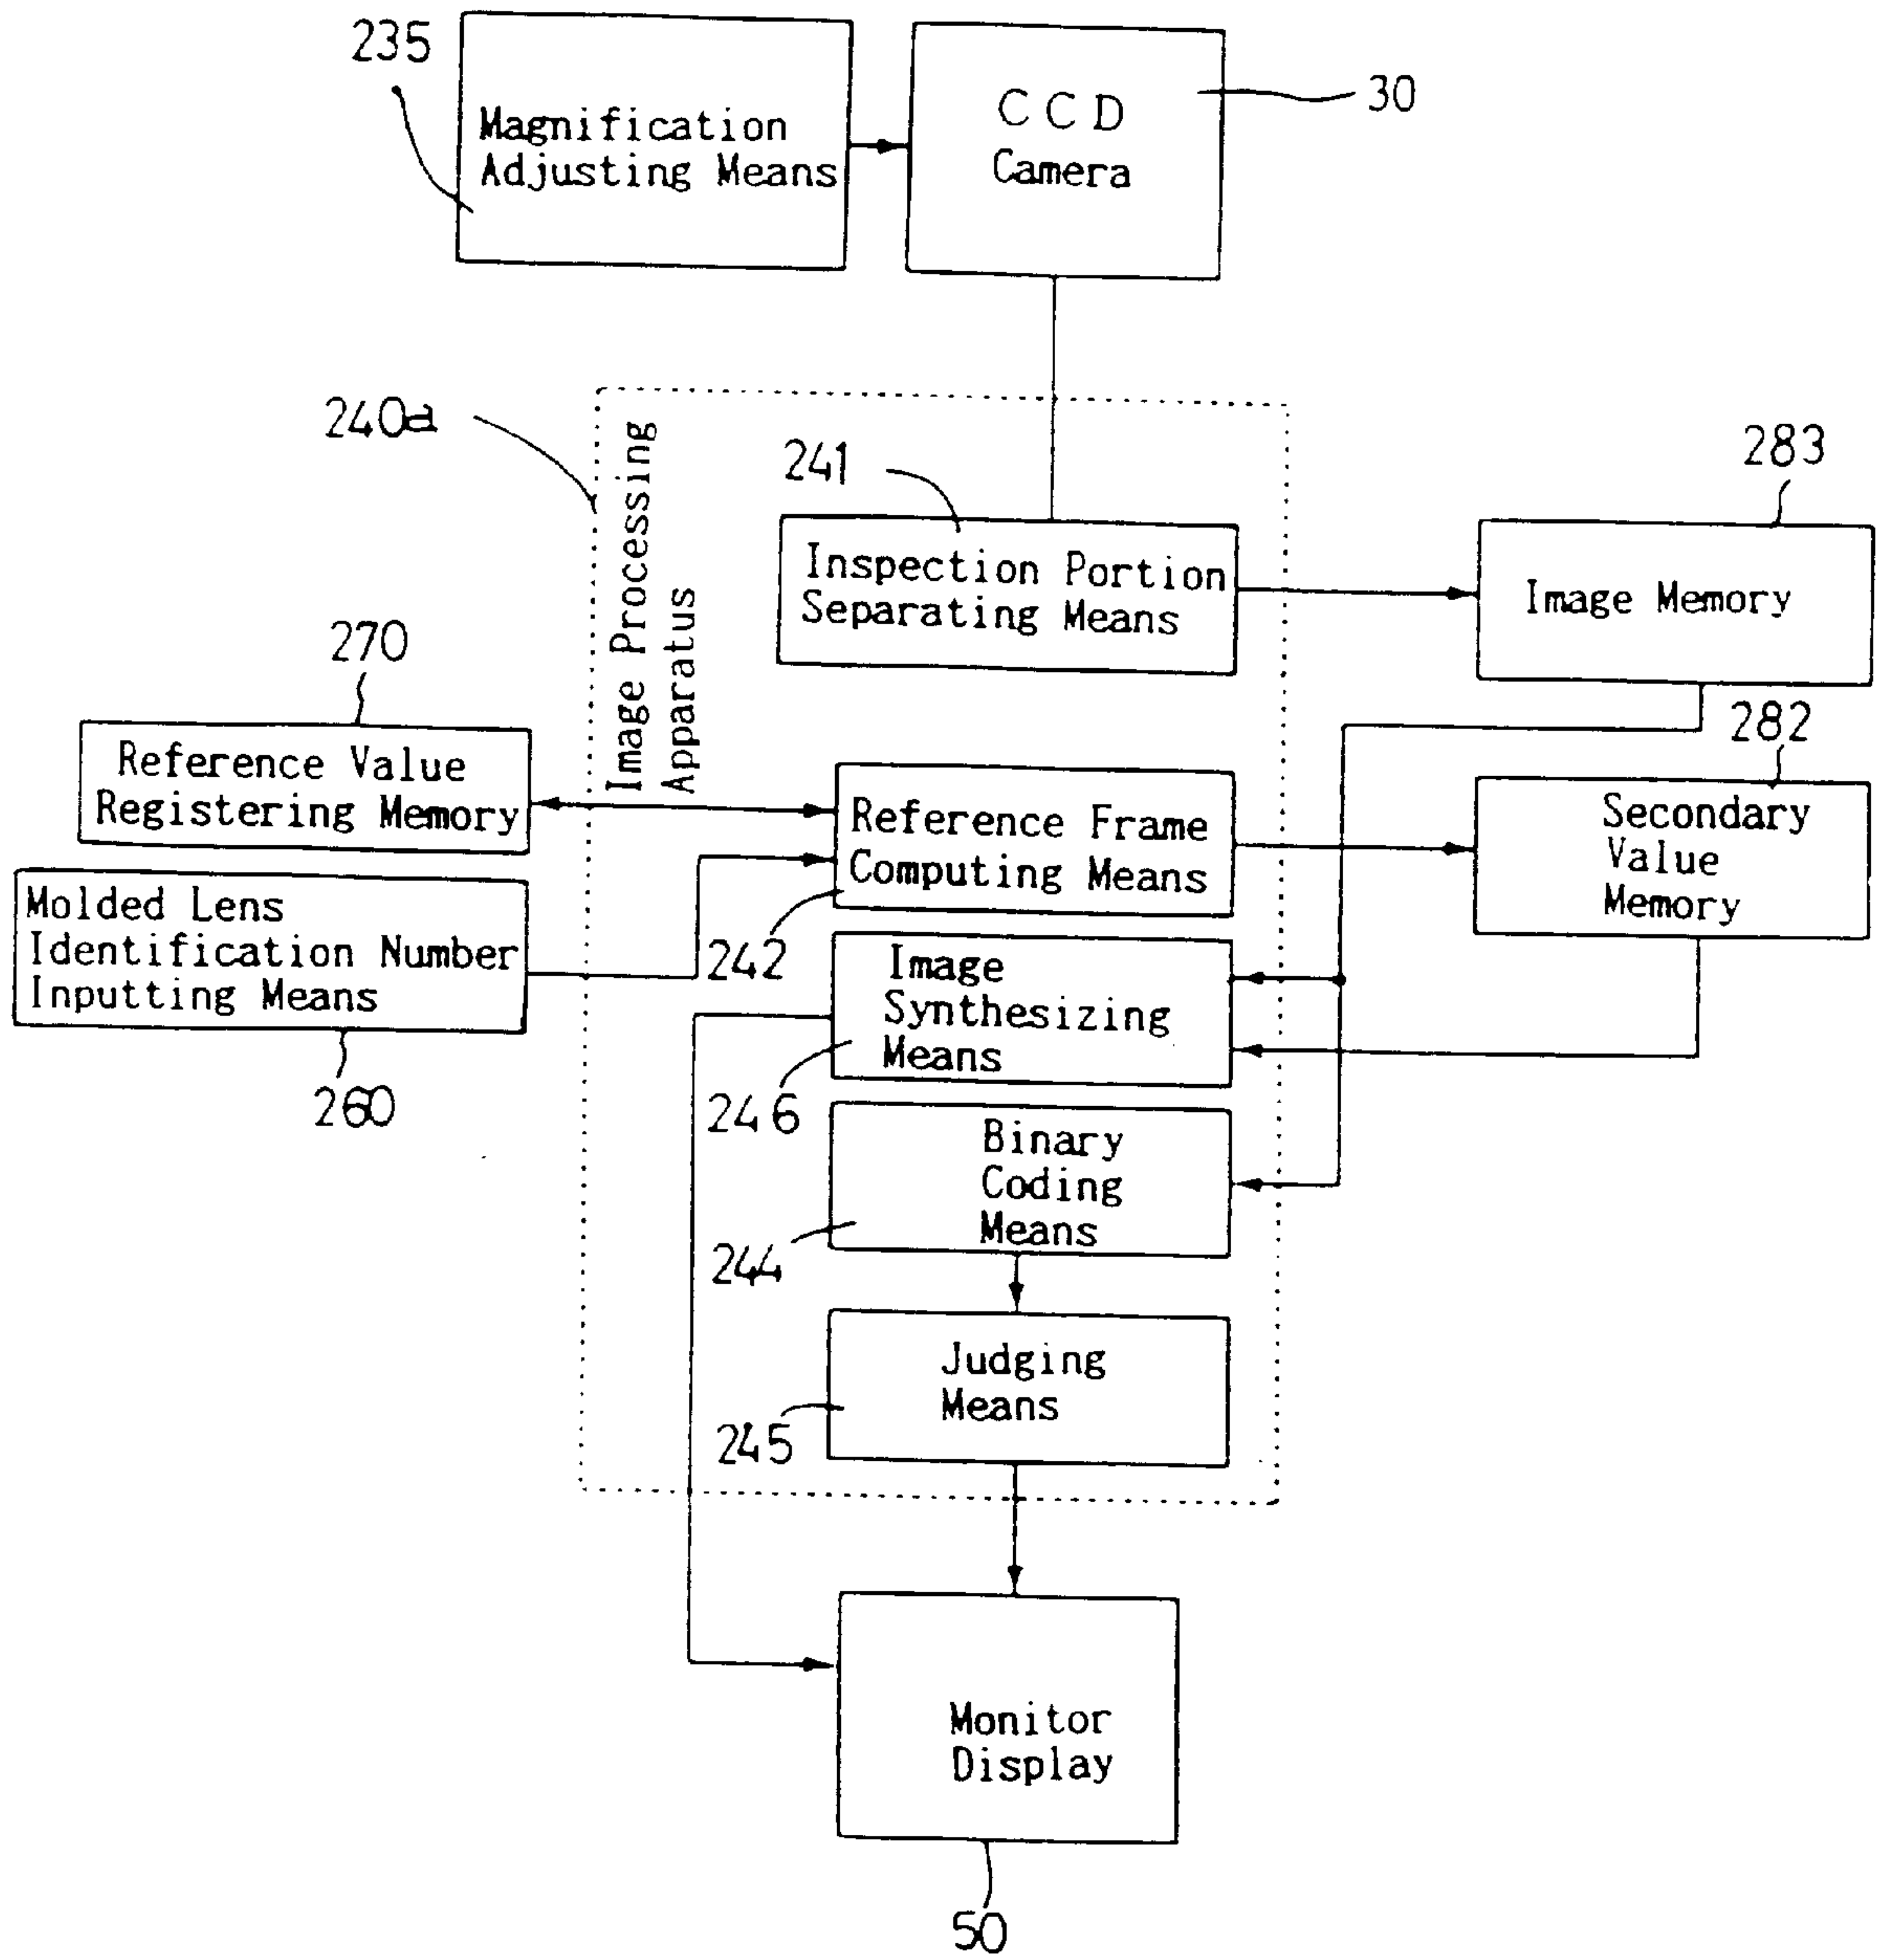 235
Magnification
Adjusting Means
CCD
Camera
30
240a
Image Processing
Apparatus
241
Inspection Portion
Separating Means
283
Image Memory
270
Reference Value
Registering Memory
282
Secondary
Value
Memory
Reference Frame
Computing Means
242
Molded Lens
Identification Number
Inputting Means
260
Image
Synthesizing
Means
246
Binary
Coding
Means
244
Judging
Means
245
Monitor
Display
50